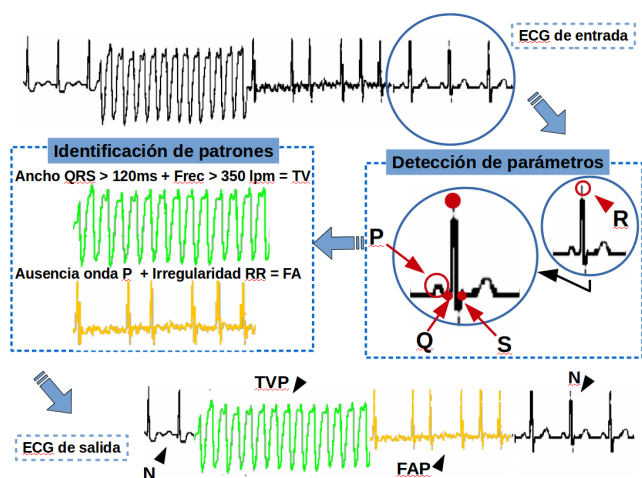 ECG de entrada
Identificación de patrones
Ancho QRS > 120ms + Frec > 350 lpm = TV
Ausencia onda P + Irregularidad RR = FA
Detección de parámetros
R
P
Q
S
ECG de salida
N
TVP
FAP
N